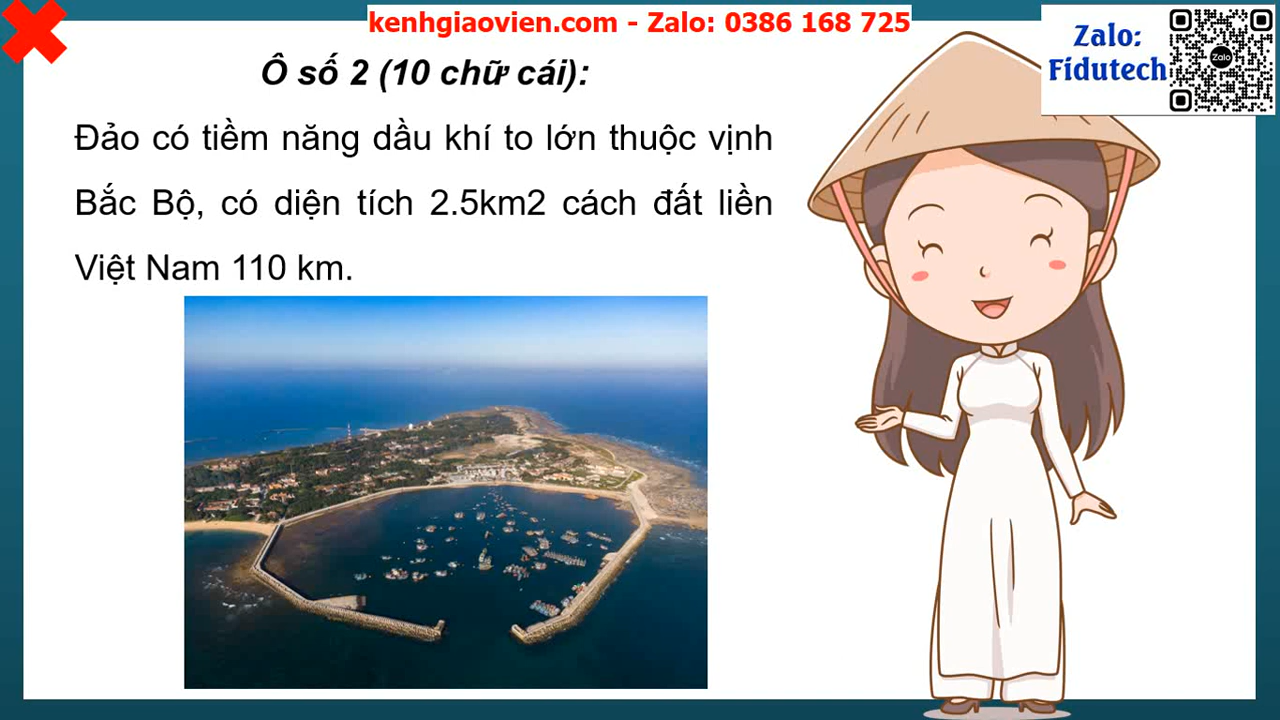 kenhgiaovien.com - Zalo: 0386 168 725
Zalo:
Fidutech
Zalo
Ô số 2 (10 chữ cái):
Đảo có tiềm năng dầu khí to lớn thuộc vịnh
Bắc Bộ, có diện tích 2.5km2 cách đất liền
Việt Nam 110 km.